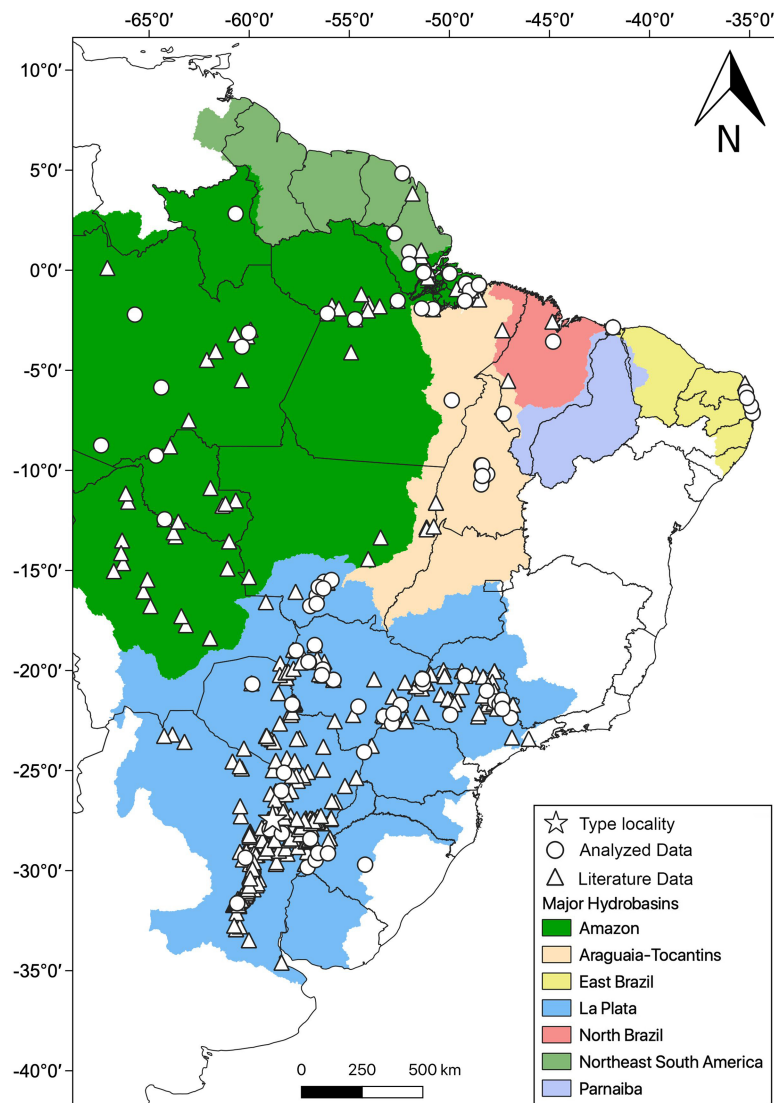 -65°0′ -60°0′ -55°0′ -50°0′ -45°0′ -40°0′ -35°0′
10°0′
5°0′
0°0′
-5°0′
-10°0′
-15°0′
-20°0′
-25°0′
-30°0′
-35°0′
-40°0′
N
Type locality
Analyzed Data
Literature Data
Major Hydrobasins
Amazon
Araguaia-Tocantins
East Brazil
La Plata
North Brazil
Northeast South America
Parnaiba
0 250 500 km